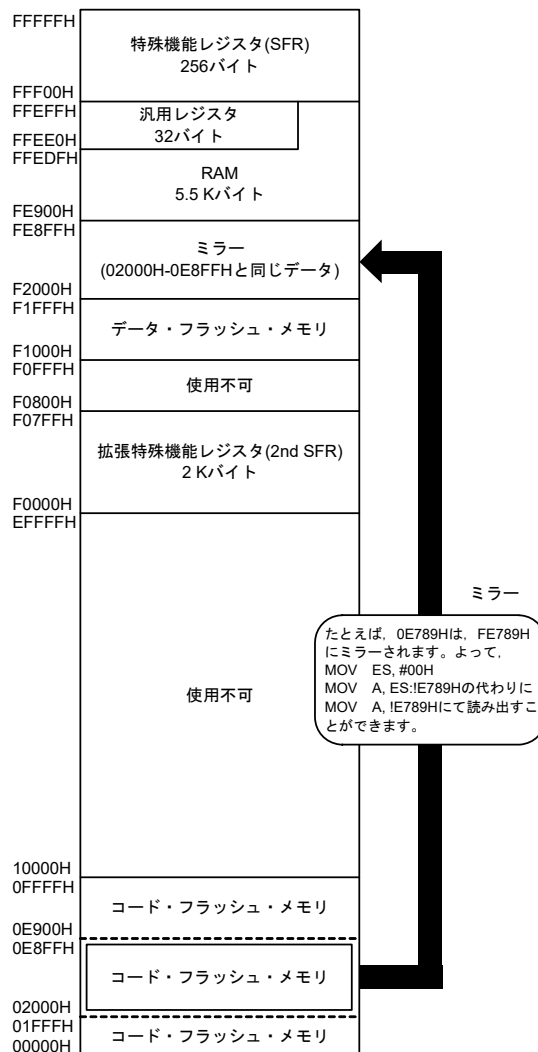 FFFFFH
特殊機能レジスタ(SFR)
256バイト
FFF00H
FFEFFH
汎用レジスタ
32バイト
FFEE0H
FFEDFH
RAM
5.5 Kバイト
FE900H
FE8FFH
ミラー
(02000H-0E8FFHと同じデータ)
F2000H
F1FFFH
データ・フラッシュ・メモリ
F1000H
F0FFFH
使用不可
F0800H
F07FFH
拡張特殊機能レジスタ(2nd SFR)
2 Kバイト
F0000H
EFFFFH
ミラー
たとえば，0E789Hは，FE789H
にミラーされます。よって，
MOV ES, #00H
MOV A, ES:!E789Hの代わりに
MOV A, !E789Hにて読み出すこ
とができます。
使用不可
10000H
0FFFFH
コード・フラッシュ・メモリ
0E900H
0E8FFH
コード・フラッシュ・メモリ
02000H
01FFFH
コード・フラッシュ・メモリ
00000H